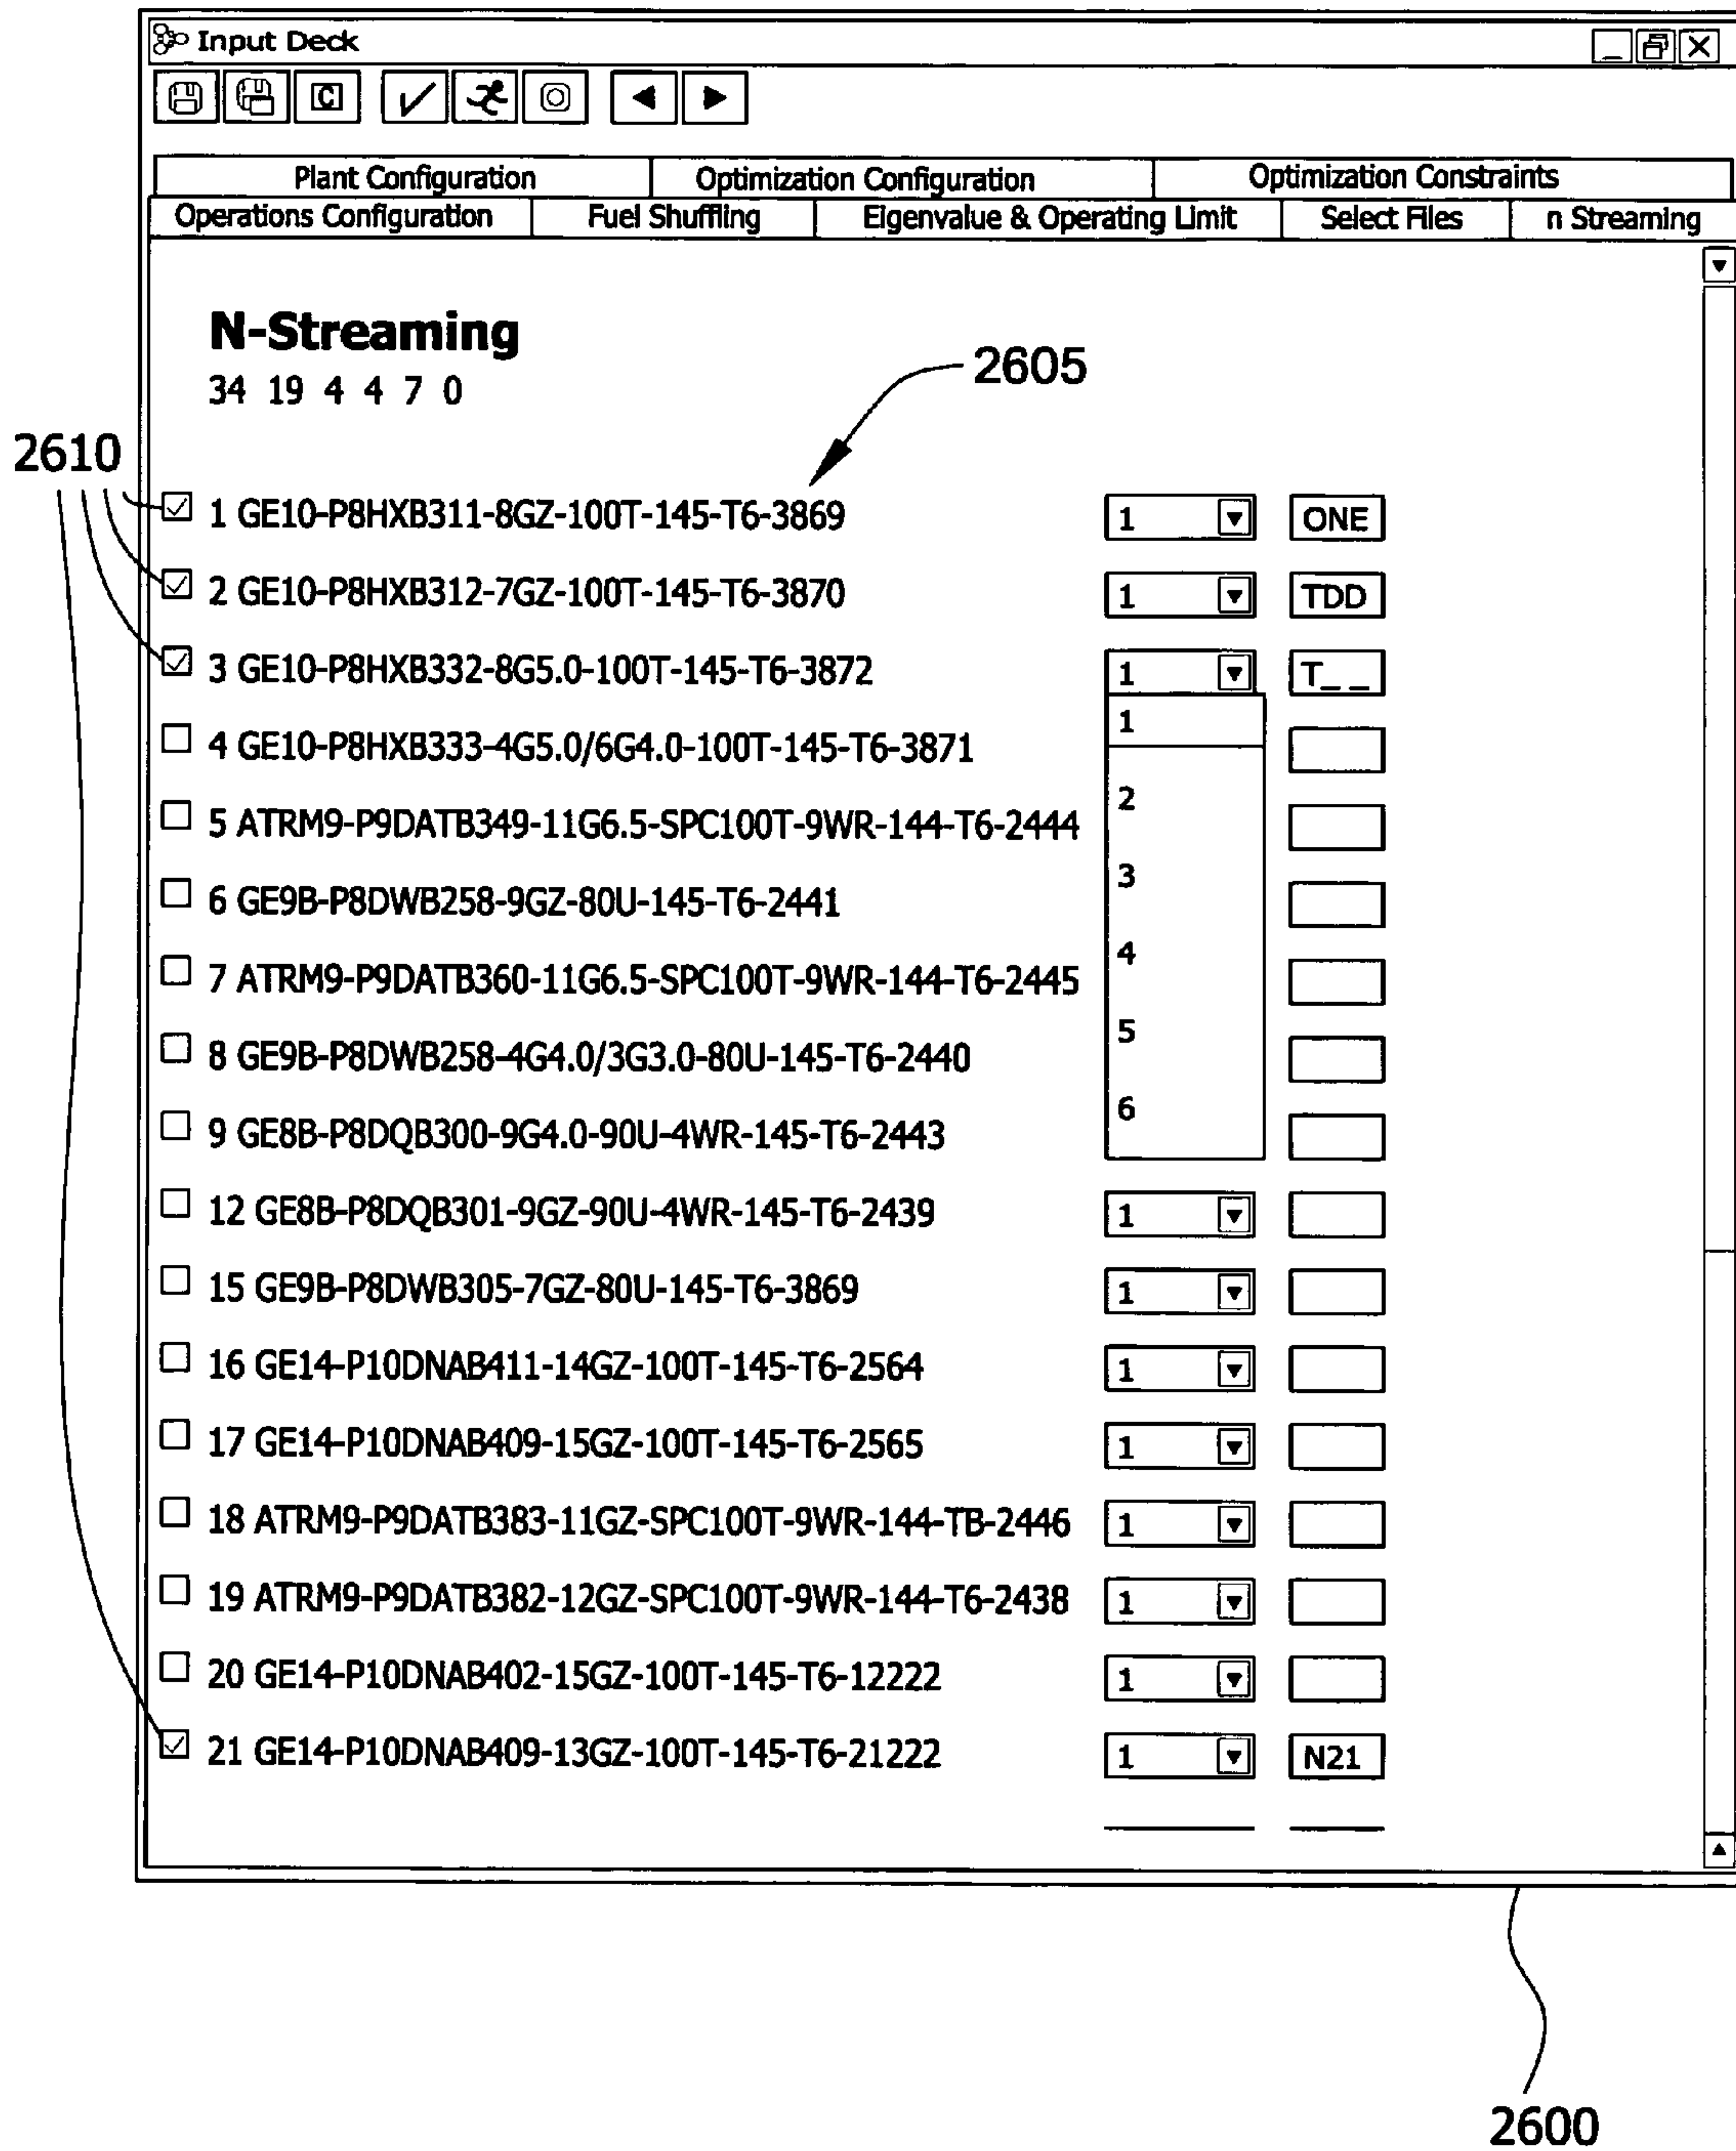 Input Deck
C
Plant Configuration Optimization Configuration Optimization Constraints
Operations Configuration Fuel Shuffling Eigenvalue & Operating Limit Select Files n Streaming
N-Streaming
2605
34 19 4 4 7 0
2610
1 GE10-P8HXB311-8GZ-100T-145-T6-3869 1 ONE
2 GE10-P8HXB312-7GZ-100T-145-T6-3870 1 TDD
3 GE10-P8HXB332-8G5.0-100T-145-T6-3872 1 T_ _
1
4 GE10-P8HXB333-4G5.0/6G4.0-100T-145-T6-3871
5 ATRM9-P9DATB349-11G6.5-SPC100T-9WR-144-T6-2444 2
6 GE9B-P8DWB258-9GZ-80U-145-T6-2441 3
7 ATRM9-P9DATB360-11G6.5-SPC100T-9WR-144-T6-2445 4
8 GE9B-P8DWB258-4G4.0/3G3.0-80U-145-T6-2440 5
9 GE8B-P8DQB300-9G4.0-90U-4WR-145-T6-2443 6
12 GE8B-P8DQB301-9GZ-90U-4WR-145-T6-2439 1
15 GE9B-P8DWB305-7GZ-80U-145-T6-3869 1
16 GE14-P10DNAB411-14GZ-100T-145-T6-2564 1
17 GE14-P10DNAB409-15GZ-100T-145-T6-2565 1
18 ATRM9-P9DATB383-11GZ-SPC100T-9WR-144-TB-2446 1
19 ATRM9-P9DATB382-12GZ-SPC100T-9WR-144-T6-2438 1
20 GE14-P10DNAB402-15GZ-100T-145-T6-12222 1
21 GE14-P10DNAB409-13GZ-100T-145-T6-21222 1 N21
2600